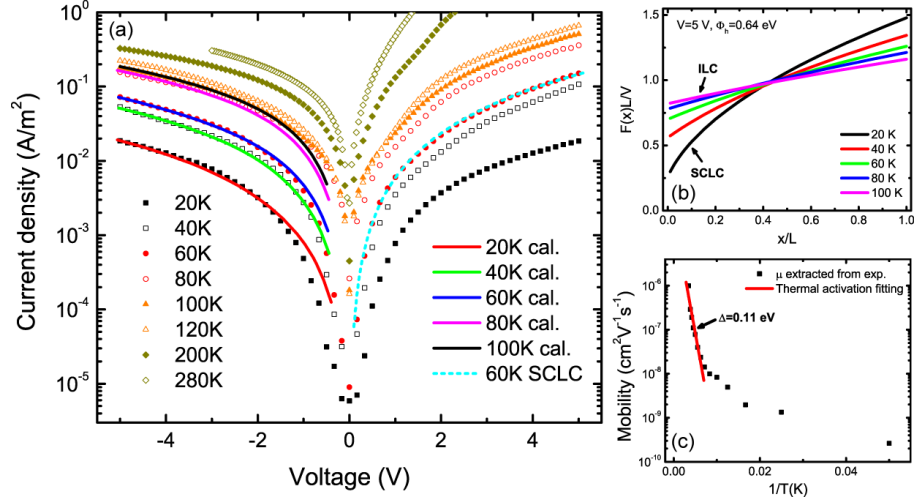 (a)
Current density (A/m²)
10⁰
10⁻¹
10⁻²
10⁻³
10⁻⁴
10⁻⁵
20K
40K
60K
80K
100K
120K
200K
280K
20K cal.
40K cal.
60K cal.
80K cal.
100K cal.
60K SCLC
-4 -2 0 2 4
Voltage (V)
V=5 V, Φₕ=0.64 eV
F(x)L/V
1.5
1.0
0.5
0.0
ILC
SCLC
20 K
40 K
60 K
80 K
100 K
(b)
0.0 0.2 0.4 0.6 0.8 1.0
x/L
μ extracted from exp.
Thermal activation fitting
Δ=0.11 eV
Mobility (cm²V⁻¹s⁻¹)
10⁻⁶
10⁻⁷
10⁻⁸
10⁻⁹
10⁻¹⁰
(c)
0.00 0.02 0.04
1/T(K)